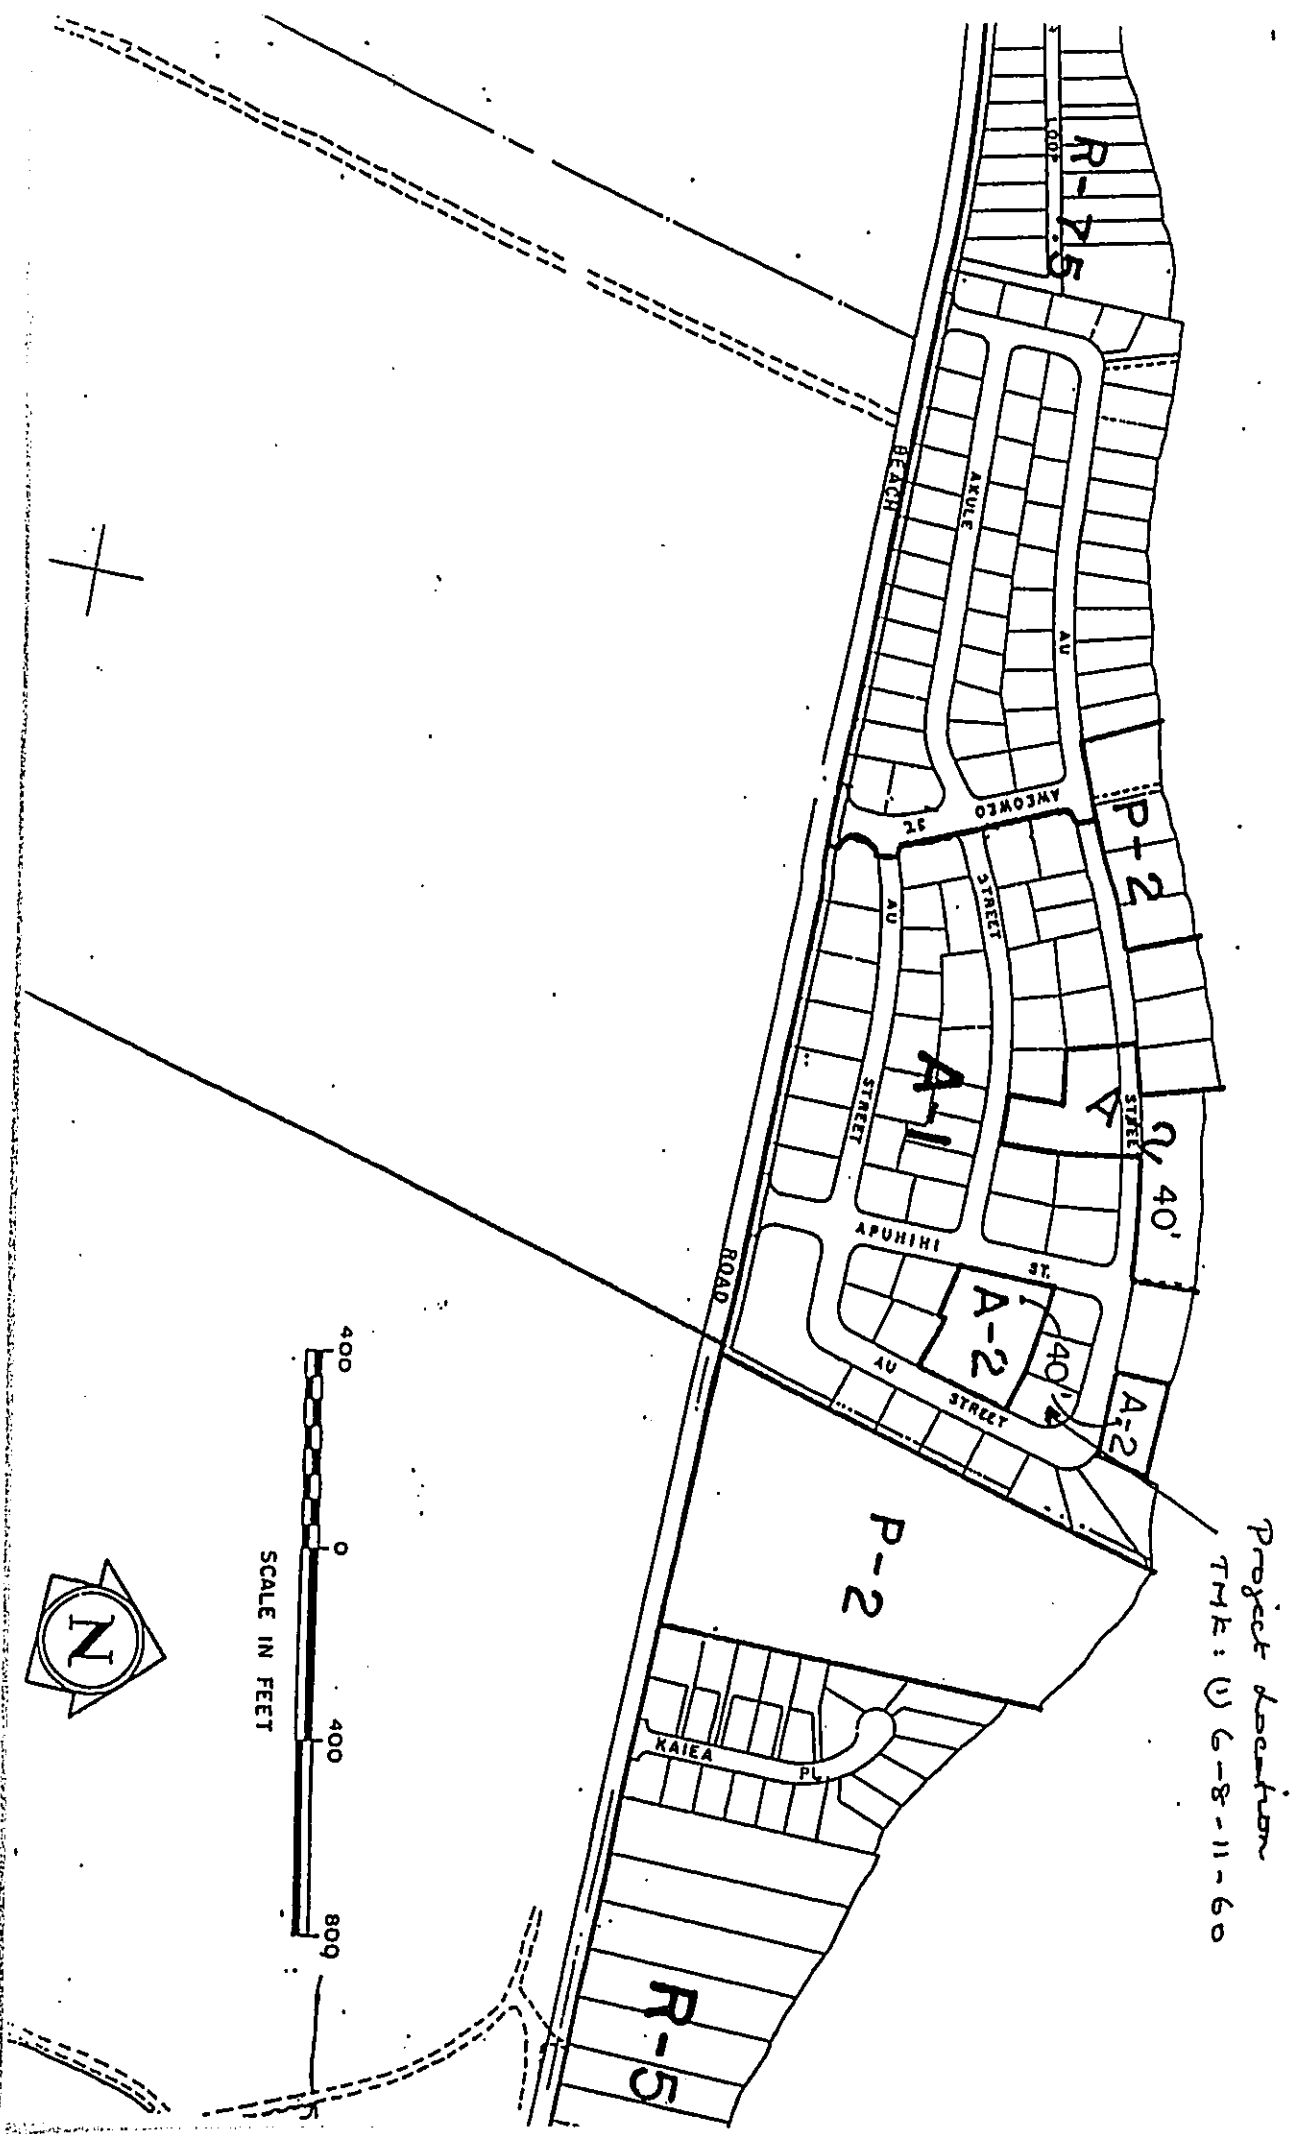 LOOP
R-7.5
BEACH
AKULE
AU
AWEOWEO
ST.
P-2
STREET
AU
A-1
STREET
A
STREET
2,40'
APUHIHI
ST.
A-2
40'
A-2
AU
STREET
ROAD
Project Location
TMK: (1) 6-8-11-60
P-2
KAIEA
PL.
R-5
400
0
400
800
SCALE IN FEET
N